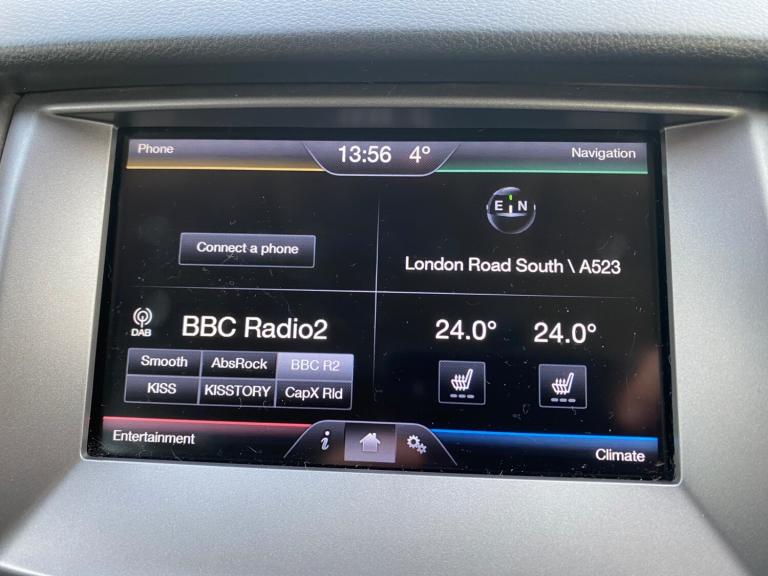 Phone
13:56 4°
Navigation
E N
Connect a phone
London Road South \ A523
DAB
BBC Radio2
24.0° 24.0°
Smooth AbsRock BBC R2
KISS KISSTORY CapX Rld
Entertainment
i
Climate